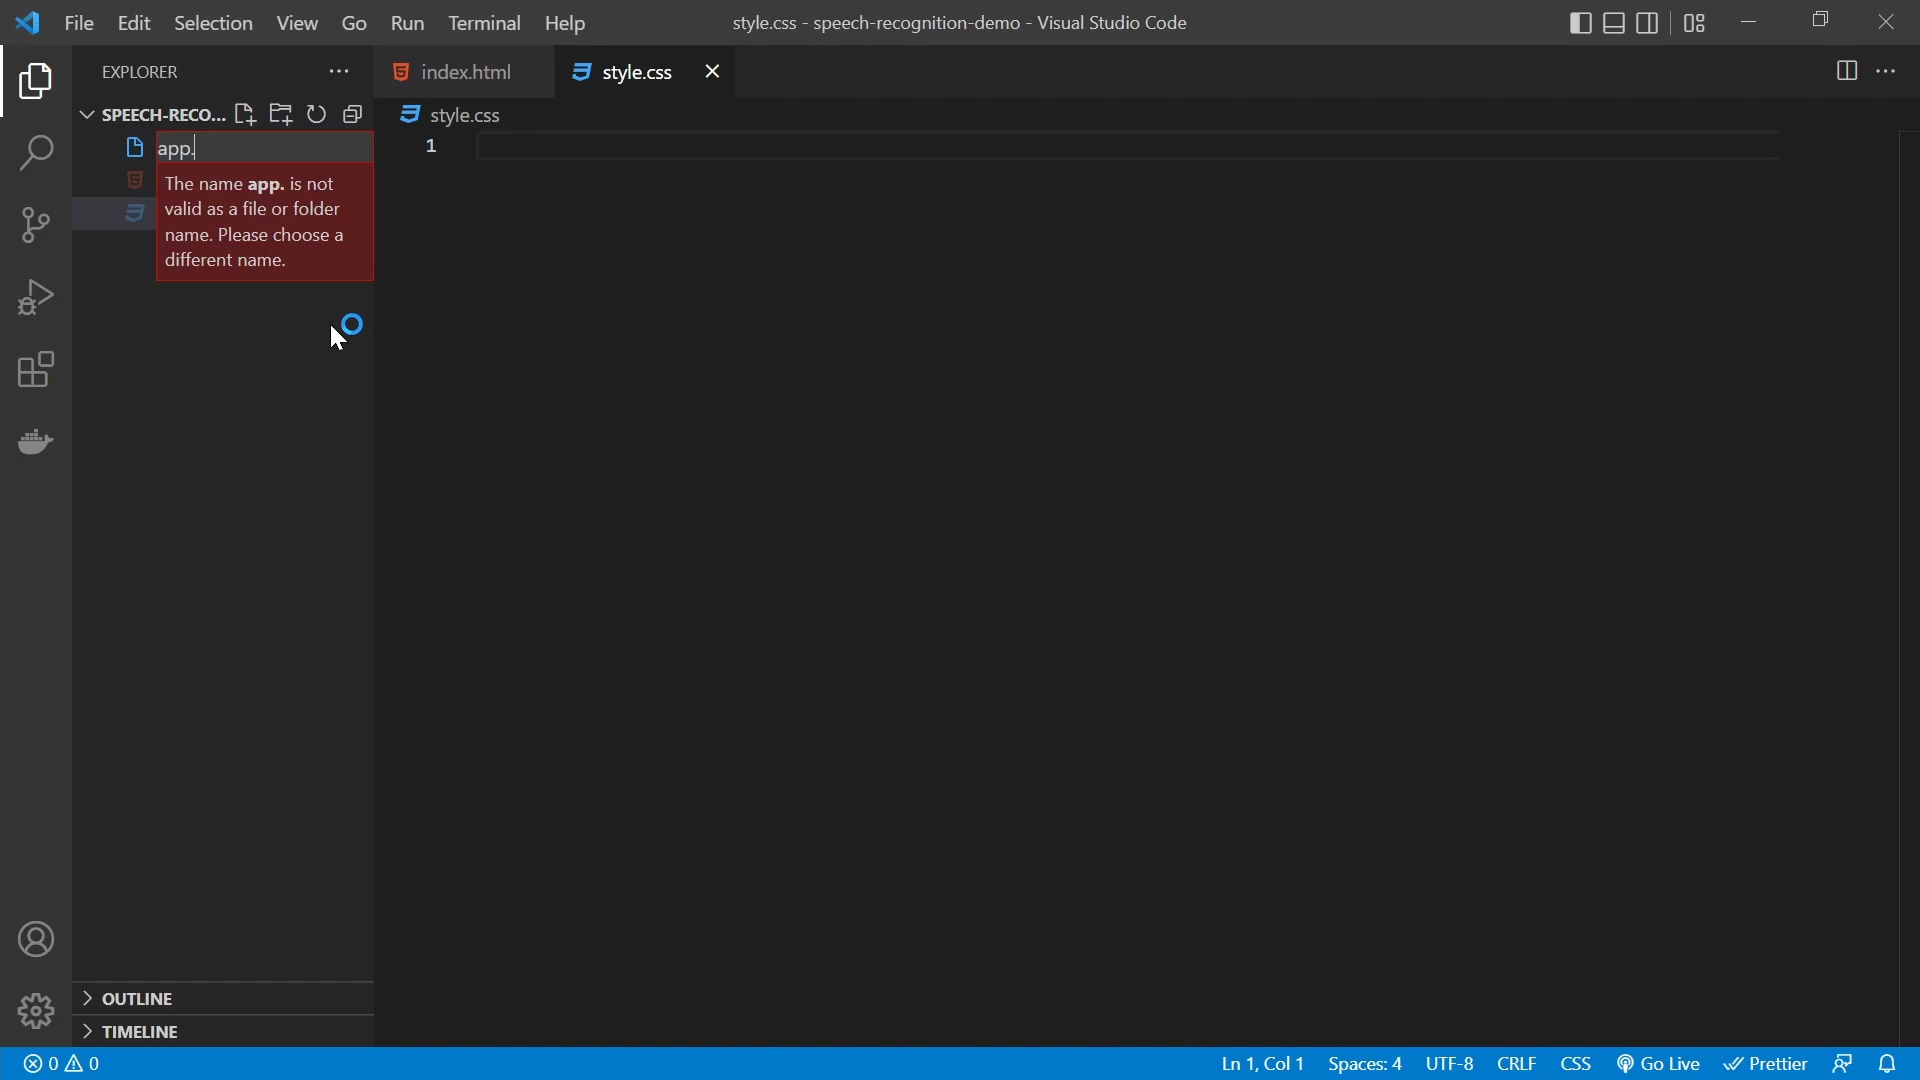 File Edit Selection View Go Run Terminal Help
style.css - speech-recognition-demo - Visual Studio Code
EXPLORER
index.html
style.css
SPEECH-RECO...
style.css
app.
1
The name app. is not
valid as a file or folder
name. Please choose a
different name.
OUTLINE
TIMELINE
0 0
Ln 1, Col 1 Spaces: 4 UTF-8 CRLF CSS Go Live Prettier